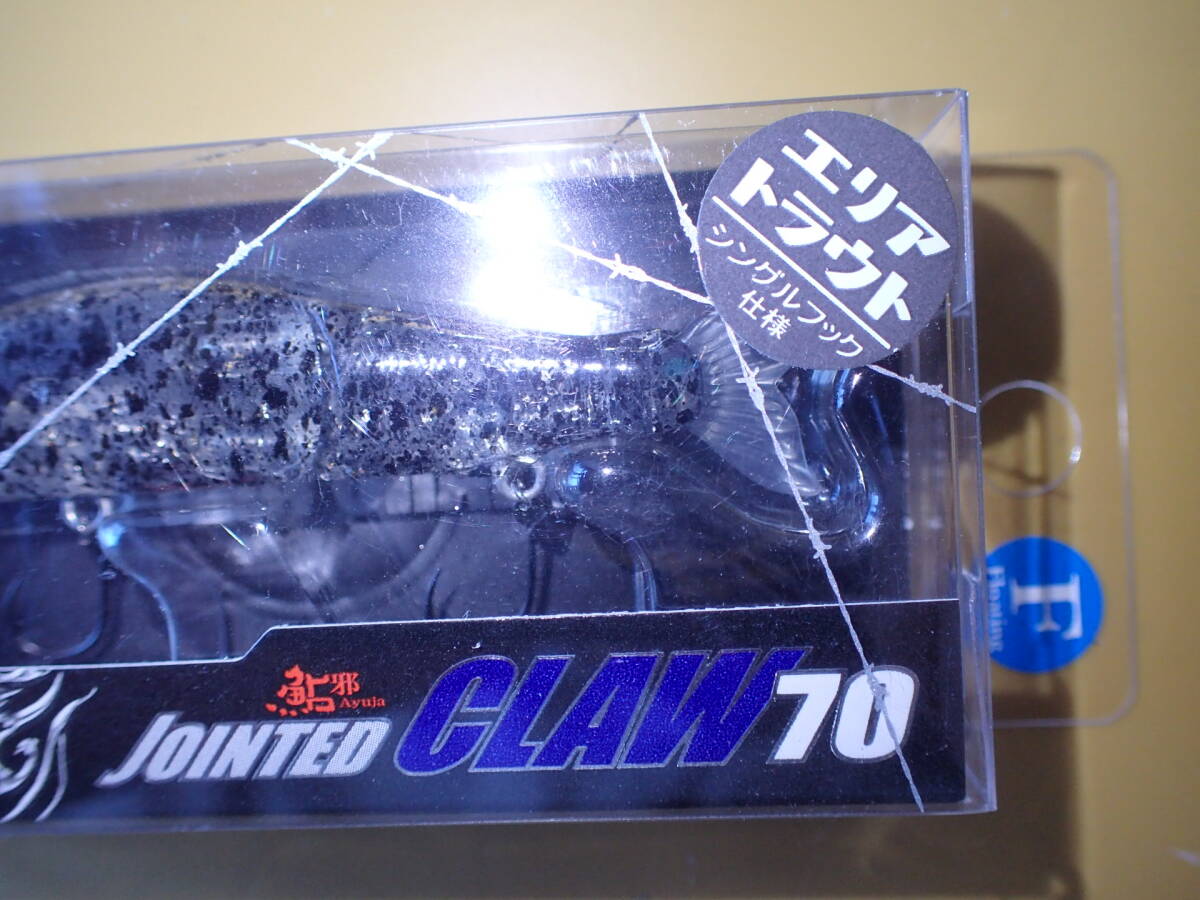 エリア
トラウト
シングルフック
仕様
F
Floating
鮎邪
Ayuja
JOINTED CLAW 70